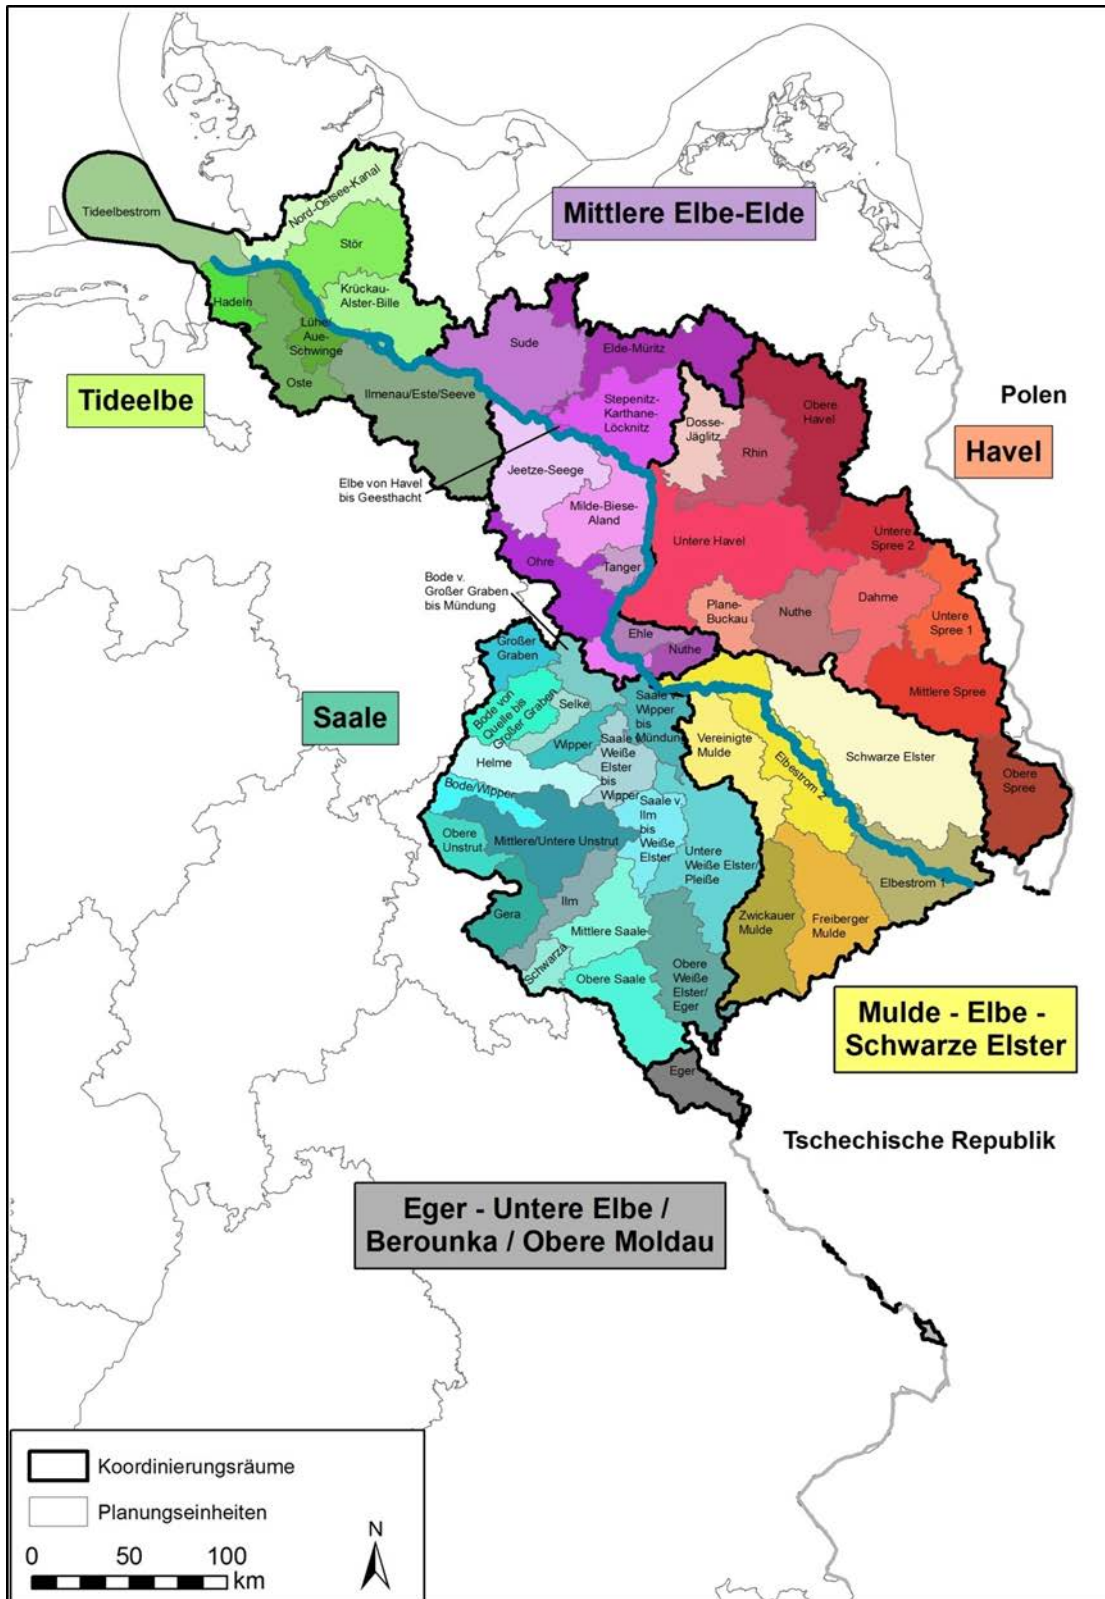 Mittlere Elbe-Elde
Tideelbestrom
Nord-Ostsee-Kanal
Stör
Krückau-
Alster-Bille
Hadeln
Lühe/
Aue-
Schwinge
Oste
Ilmenau/Este/Seeve
Tideelbe
Sude
Elde-Müritz
Stepenitz-
Karthane-
Löcknitz
Dosse-
Jäglitz
Rhin
Obere
Havel
Polen
Havel
Elbe von Havel
bis Geesthacht
Jeetze-Seege
Milde-Biese-
Aland
Untere Havel
Untere
Spree 2
Ohre
Tanger
Bode v.
Großer Graben
bis Mündung
Plane-
Buckau
Nuthe
Dahme
Untere
Spree 1
Ehle
Nuthe
Großer
Graben
Mittlere Spree
Saale
Bode von
Quelle bis
Großer Graben
Selke
Saale v.
Wipper
bis
Mündung
Wipper
Saale v.
Weiße
Elster
bis
Wipper
Vereinigte
Mulde
Elbestrom 2
Schwarze Elster
Obere
Spree
Helme
Bode/Wipper
Obere
Unstrut
Mittlere/Untere Unstrut
Saale v.
Ilm
bis
Weiße
Elster
Untere
Weiße Elster/
Pleiße
Elbestrom 1
Gera
Ilm
Mittlere Saale
Schwarza
Obere Saale
Obere
Weiße
Elster/
Eger
Zwickauer
Mulde
Freiberger
Mulde
Mulde - Elbe -
Schwarze Elster
Eger
Tschechische Republik
Eger - Untere Elbe /
Berounka / Obere Moldau
Koordinierungsräume
Planungseinheiten
N
0 50 100
km